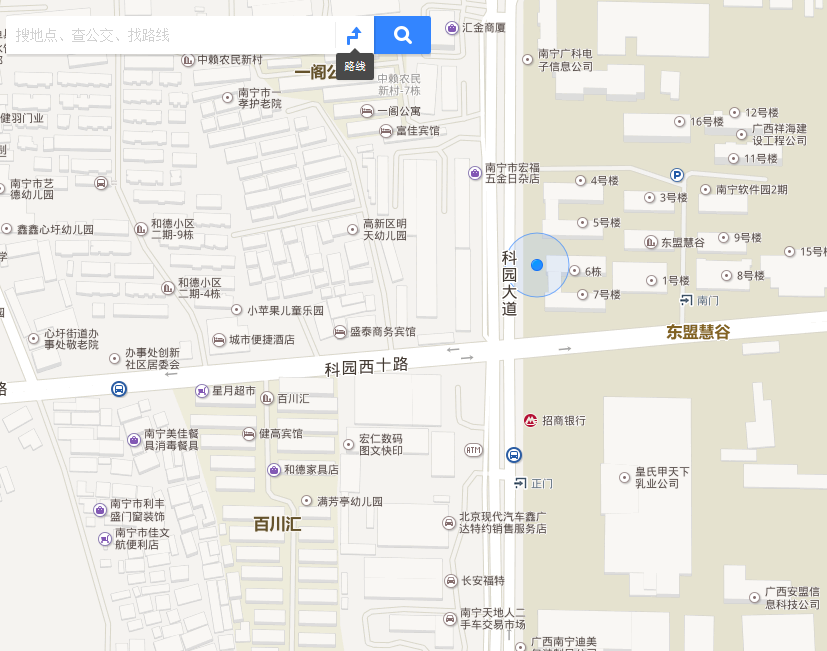 搜地点、查公交、找路线
路线
汇金商厦
中赖农民新村
一阁公
中赖农民
新村-7栋
南宁广科电
子信息公司
南宁市一
孝护老院
一阁公寓
富佳宾馆
健羽门业
12号楼
16号楼
广西祥海建
设工程公司
11号楼
南宁市宏福
五金日杂店
4号楼
3号楼
南宁软件园2期
南宁市艺
德幼儿园
鑫鑫心圩幼儿园
和德小区
二期-9栋
高新区明
天幼儿园
5号楼
东盟慧谷
9号楼
15号楼
科园大道
6栋
1号楼
8号楼
7号楼
南门
和德小区
二期-4栋
小苹果儿童乐园
盛泰商务宾馆
城市便捷酒店
心圩街道办
事处敬老院
办事处创新
社区居委会
东盟慧谷
科园西十路
路
星月超市
百川汇
招商银行
南宁美佳餐
具消毒餐具
健高宾馆
宏仁数码
图文快印
ATM
和德家具店
正门
皇氏甲天下
乳业公司
满芳亭幼儿园
南宁市利丰
盛门窗装饰
百川汇
北京现代汽车鑫广
达特约销售服务店
南宁市佳文
航便利店
长安福特
广西安盟信
息科技公司
南宁天地人二
手车交易市场
广西南宁迪美